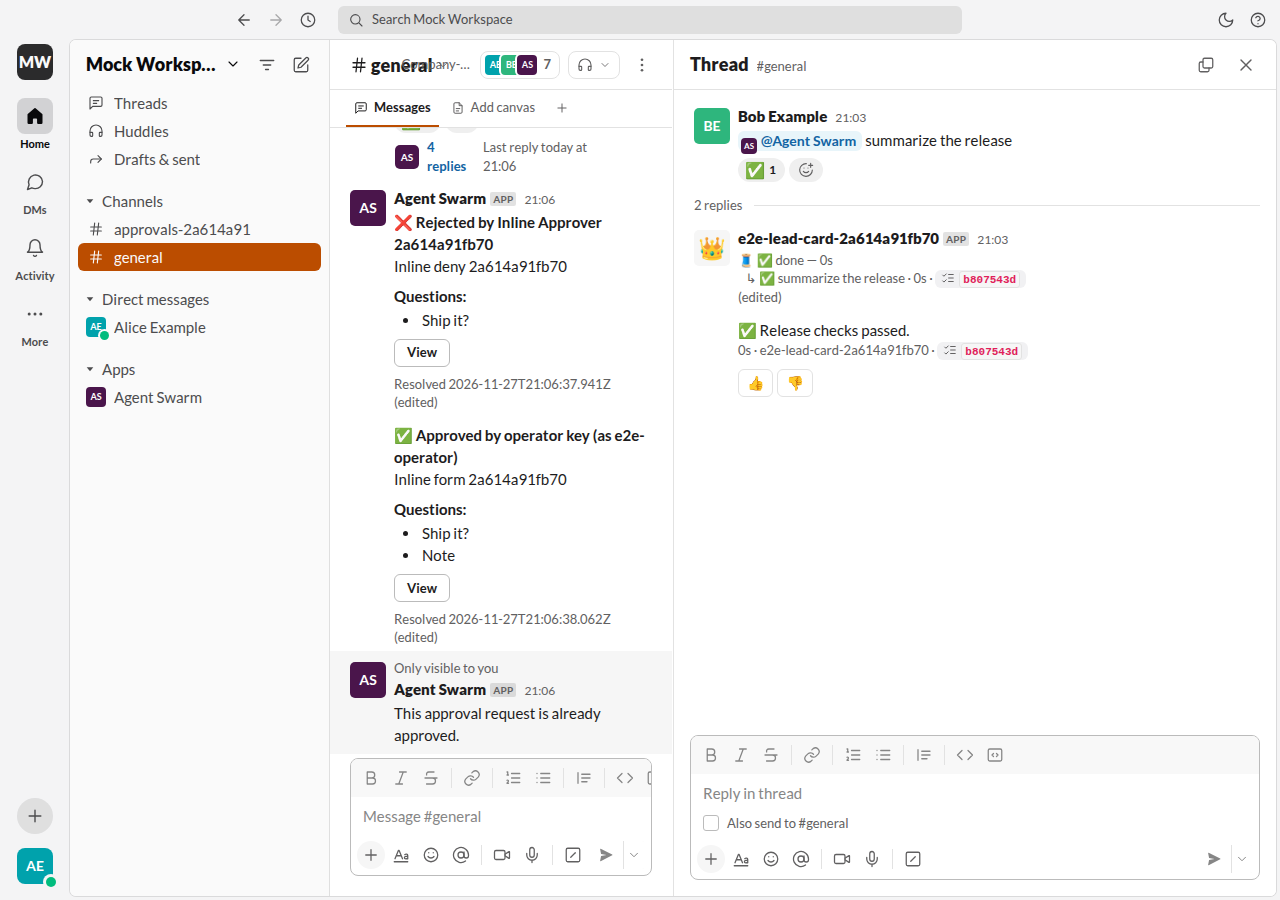 Search Mock Workspace
MW
Home
DMs
Activity
More
AE
Mock Worksp...
Threads
Huddles
Drafts & sent
Channels
approvals-2a614a91
general
Direct messages
AE Alice Example
Apps
AS Agent Swarm
general
AS 7
Messages
Add canvas
AS 4 replies
Last reply today at 21:06
AS
Agent Swarm APP 21:06
❌ Rejected by Inline Approver
2a614a91fb70
Inline deny 2a614a91fb70
Questions:
• Ship it?
View
Resolved 2026-11-27T21:06:37.941Z
(edited)
✅ Approved by operator key (as e2e-
operator)
Inline form 2a614a91fb70
Questions:
• Ship it?
• Note
View
Resolved 2026-11-27T21:06:38.062Z
(edited)
Only visible to you
AS
Agent Swarm APP 21:06
This approval request is already
approved.
Message #general
Thread #general
BE
Bob Example 21:03
AS @Agent Swarm summarize the release
✅ 1
2 replies
e2e-lead-card-2a614a91fb70 APP 21:03
🧵 ✅ done — 0s
↳ ✅ summarize the release · 0s · b807543d
(edited)
✅ Release checks passed.
0s · e2e-lead-card-2a614a91fb70 · b807543d
Reply in thread
Also send to #general